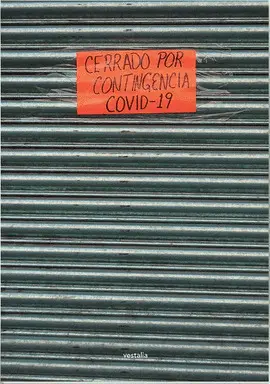 CERRADO POR
CONTINGENCIA
COVID-19
vestalia